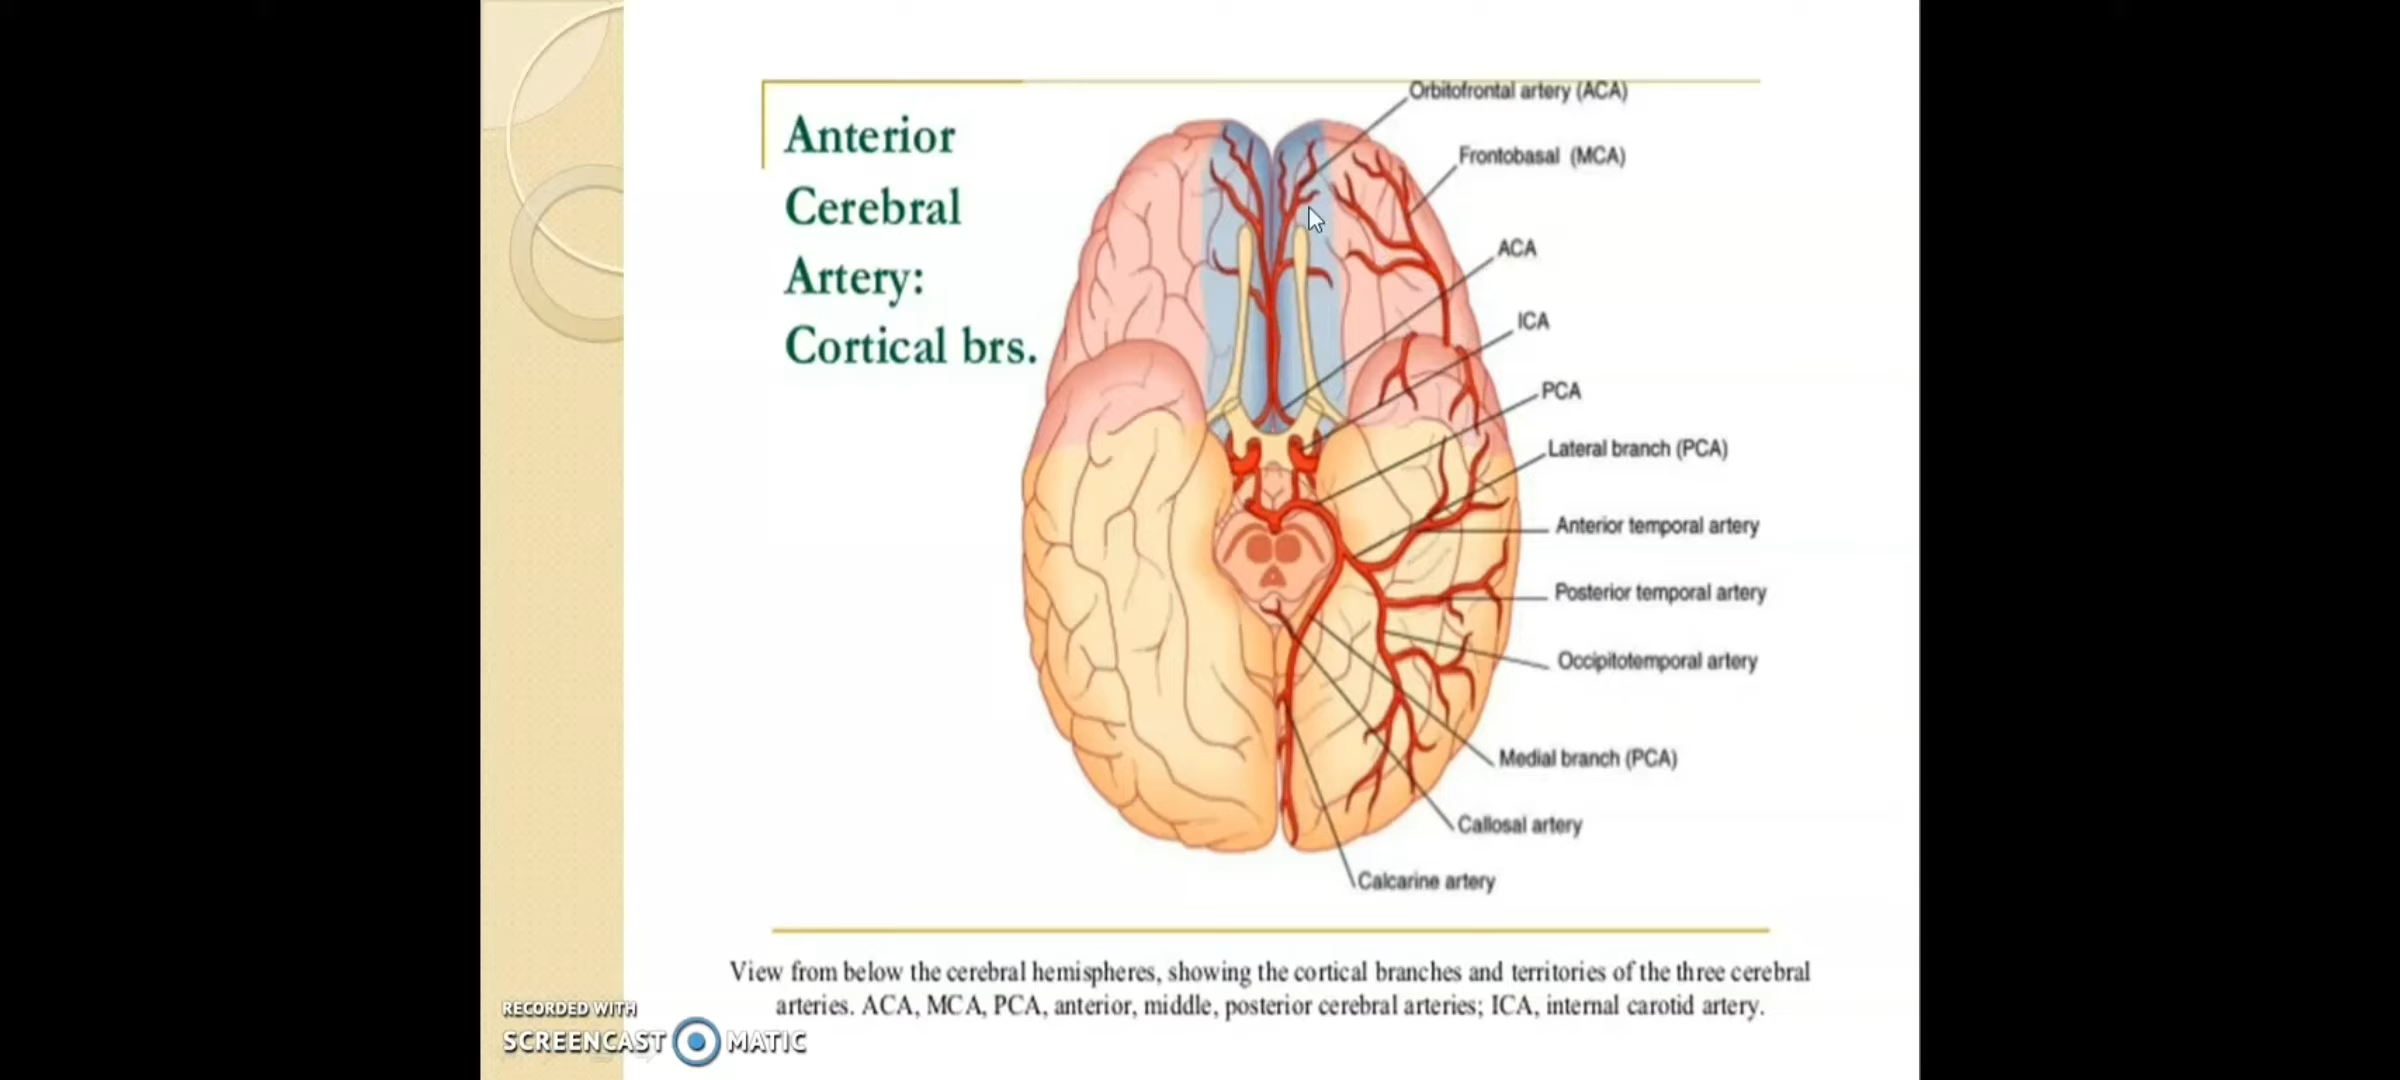 Anterior
Cerebral
Artery:
Cortical brs.
Orbitofrontal artery (ACA)
Frontobasal (MCA)
ACA
ICA
PCA
Lateral branch (PCA)
Anterior temporal artery
Posterior temporal artery
Occipitotemporal artery
Medial branch (PCA)
Callosal artery
Calcarine artery
View from below the cerebral hemispheres, showing the cortical branches and territories of the three cerebral
arteries. ACA, MCA, PCA, anterior, middle, posterior cerebral arteries; ICA, internal carotid artery.
RECORDED WITH
SCREENCAST MATIC